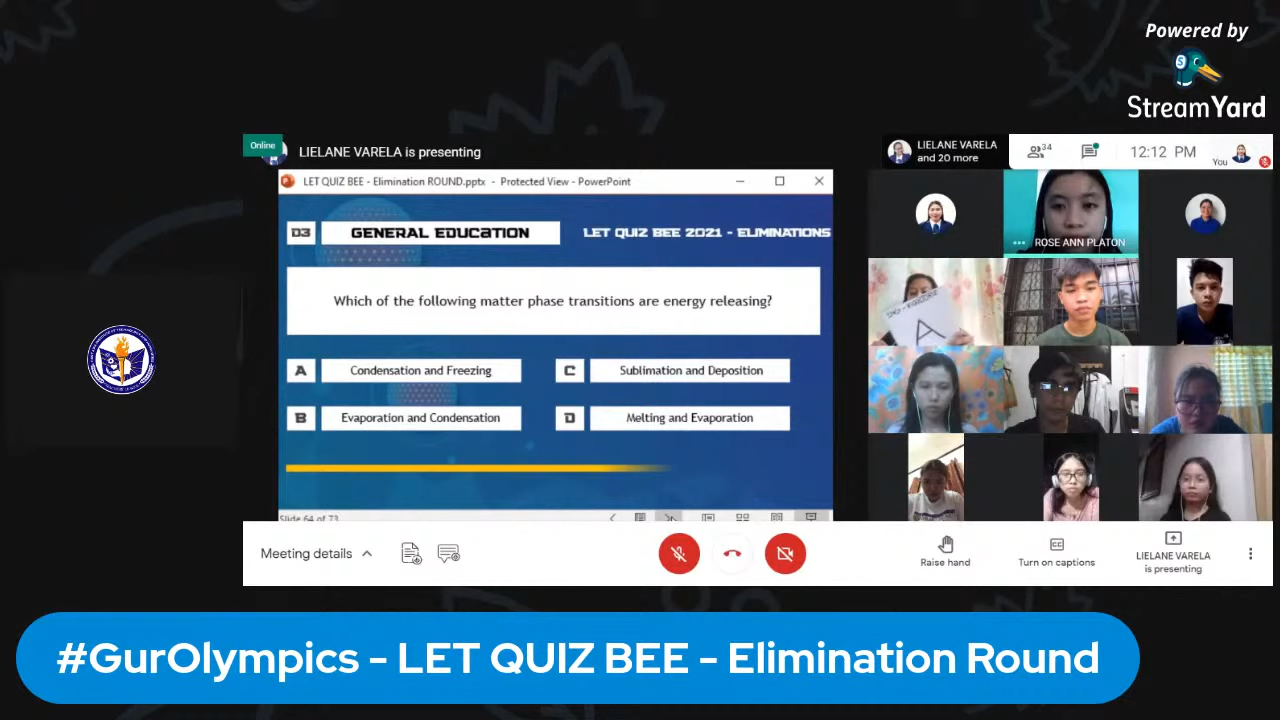 Powered by
StreamYard
Online
LIELANE VARELA is presenting
LIELANE VARELA
and 20 more
34
12:12 PM
You
LET QUIZ BEE - Elimination ROUND.pptx - Protected View - PowerPoint
D3
GENERAL EDUCATION
LET QUIZ BEE 2021 - ELIMINATIONS
Which of the following matter phase transitions are energy releasing?
A Condensation and Freezing
C Sublimation and Deposition
B Evaporation and Condensation
D Melting and Evaporation
Slide 64 of 73
ROSE ANN PLATON
A
Meeting details
Raise hand
CC
Turn on captions
LIELANE VARELA
is presenting
#GurOlympics - LET QUIZ BEE - Elimination Round